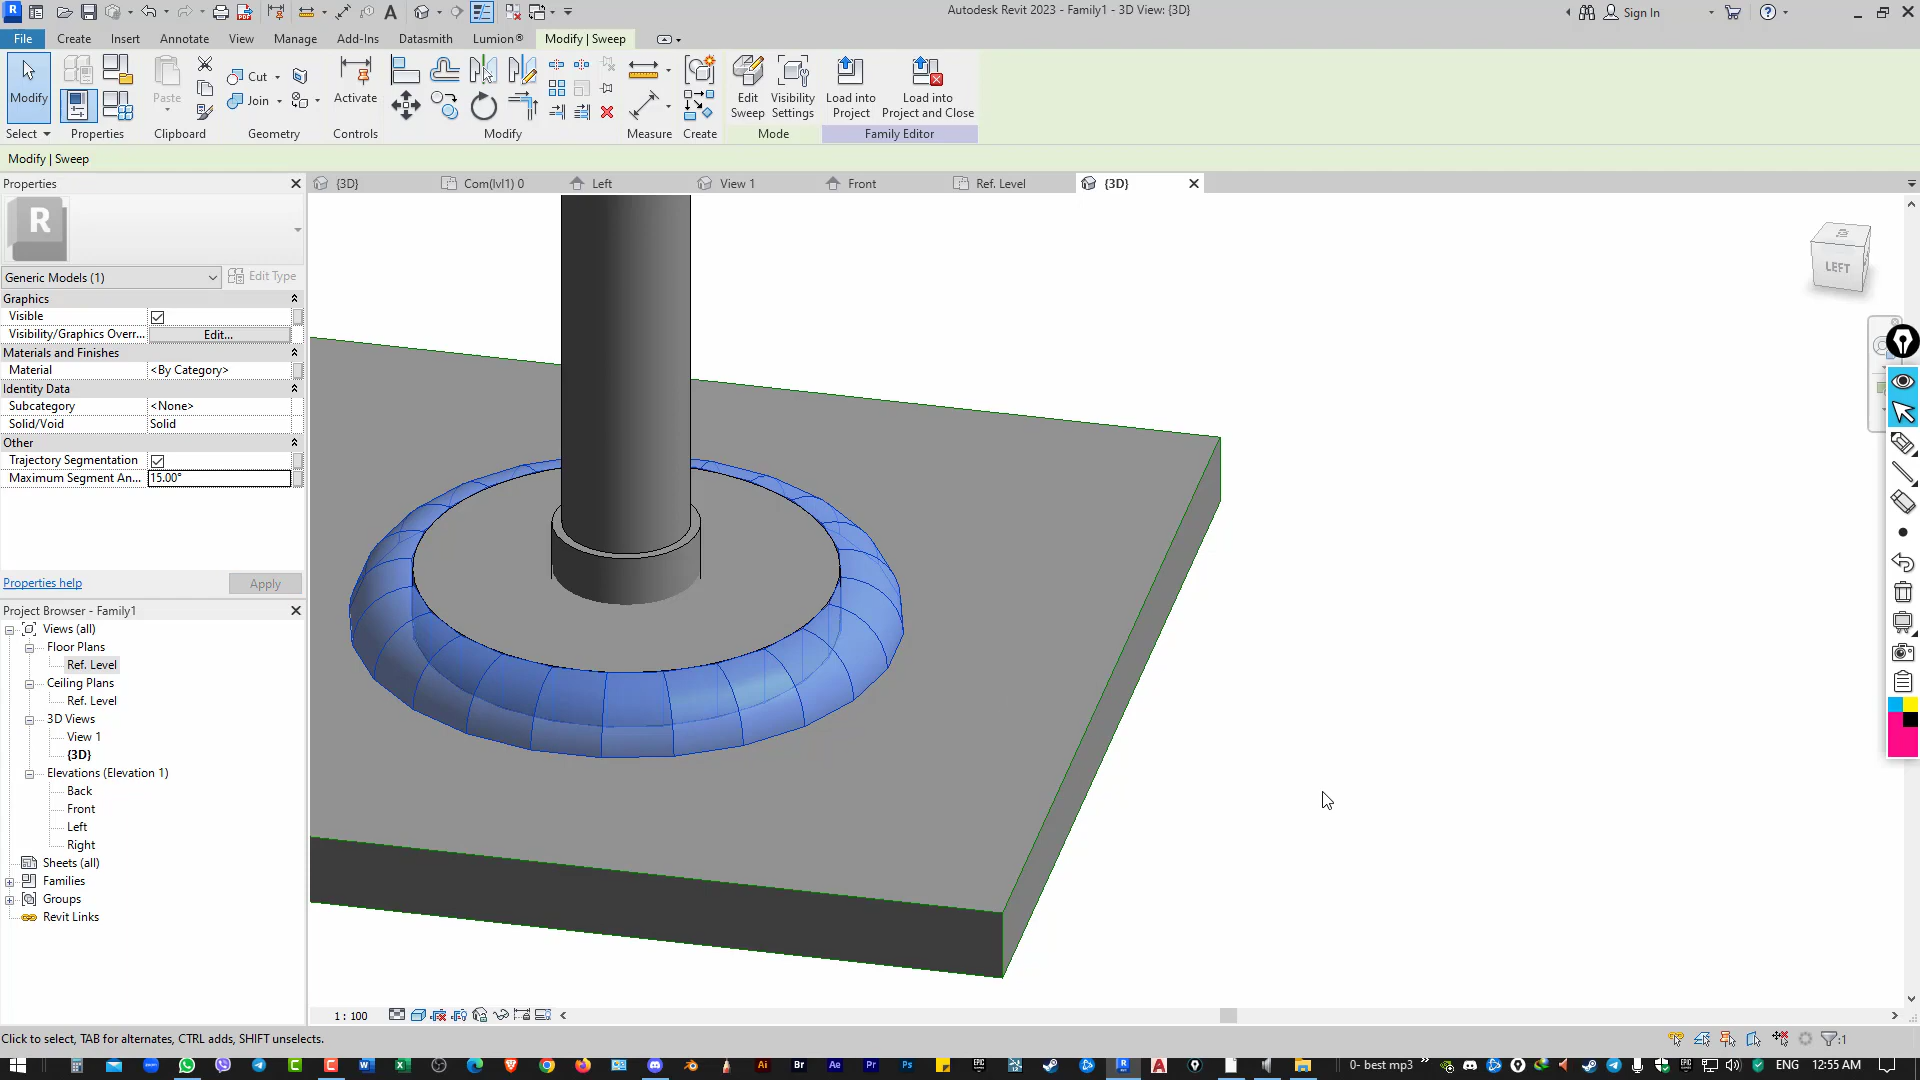 Autodesk Revit 2023 - Family1 - 3D View: {3D}
Sign In
File
Create
Insert
Annotate
View
Manage
Add-Ins
Datasmith
Lumion®
Modify | Sweep
Modify
Select
Properties
Paste
Clipboard
Cut
Join
Geometry
Activate
Controls
Modify
Measure
Create
Edit
Sweep
Visibility
Settings
Mode
Load into
Project
Load into
Project and Close
Family Editor
Modify | Sweep
Properties
{3D}
Com(lvl1) 0
Left
View 1
Front
Ref. Level
{3D}
R
Generic Models (1)
Edit Type
Graphics
Visible
Visibility/Graphics Overr...
Edit...
Materials and Finishes
Material
<By Category>
Identity Data
Subcategory
<None>
Solid/Void
Solid
Other
Trajectory Segmentation
Maximum Segment An...
15.00°
Properties help
Apply
Project Browser - Family1
Views (all)
Floor Plans
Ref. Level
Ceiling Plans
Ref. Level
3D Views
View 1
{3D}
Elevations (Elevation 1)
Back
Front
Left
Right
Sheets (all)
Families
Groups
Revit Links
LEFT
1 : 100
Click to select, TAB for alternates, CTRL adds, SHIFT unselects.
:1
0- best mp3
ENG
12:55 AM